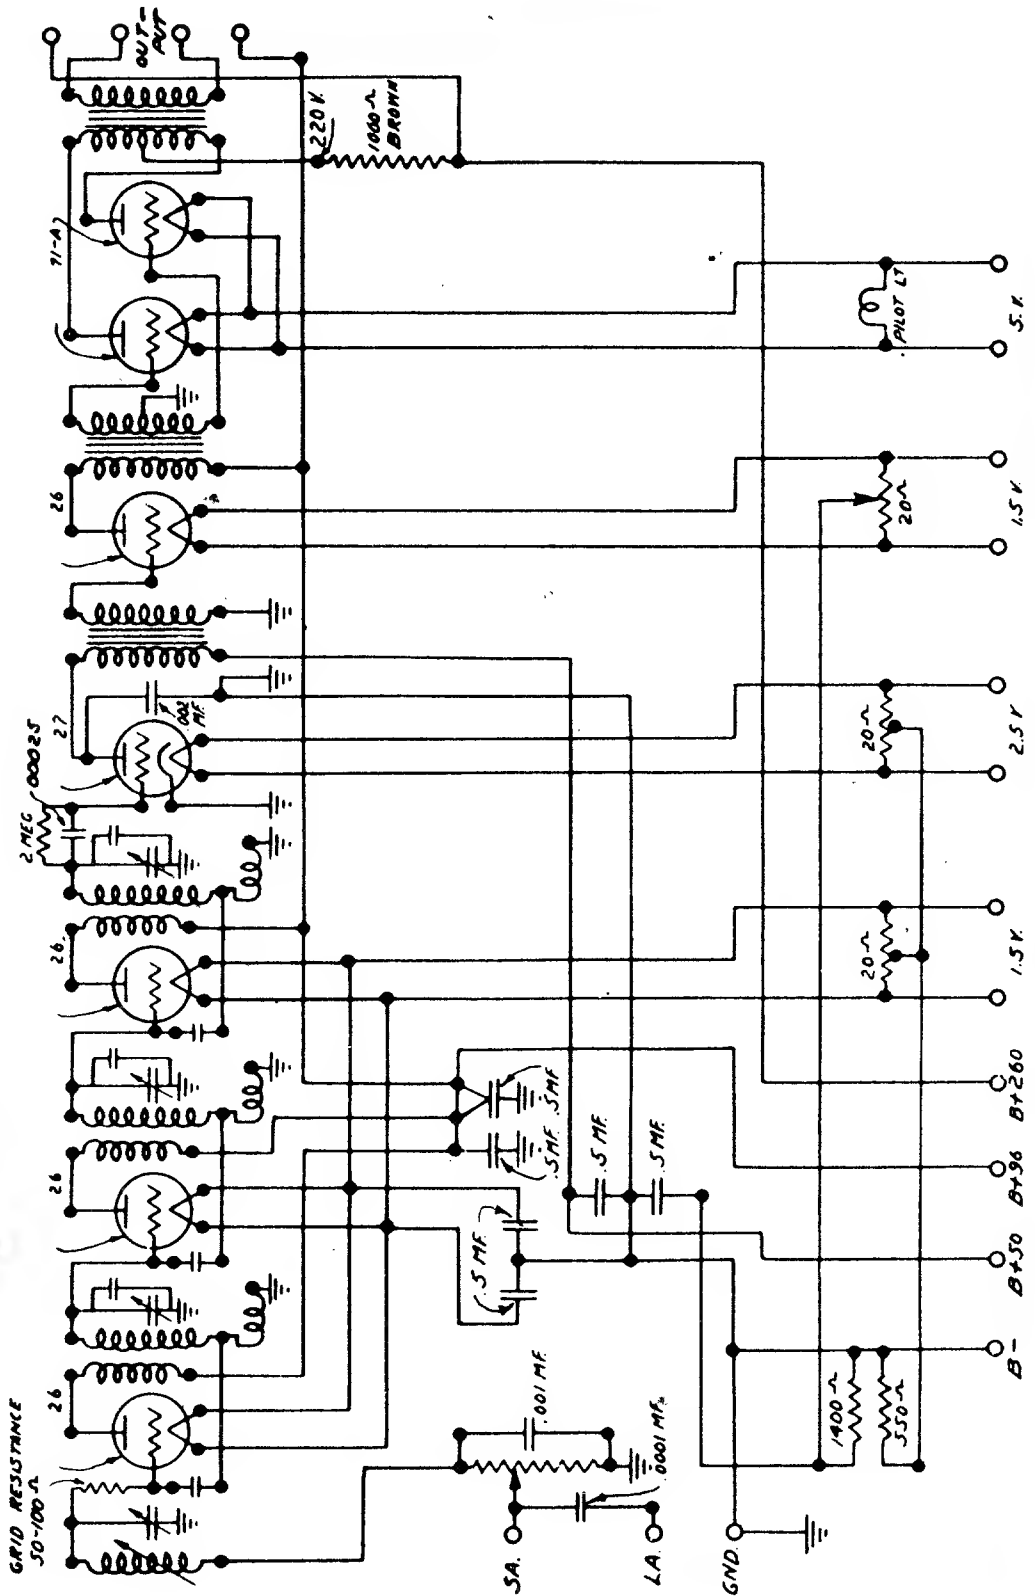 GRID RESISTANCE
50-100 Ω
26
26
26.
2 MEG
.00025
27
.002
MF.
26
71-A
OUT-
PUT
220 V.
1000 Ω
BROWN
SA.
LA.
GND.
.001 MF.
.0001 MF.
.5 MF.
.5 MF.
.5 MF
.5 MF.
.5 MF.
1400 Ω
550 Ω
20 Ω
20 Ω
20 Ω
PILOT LT
B-
B+50
B+96
B+260
1.5 V.
2.5 V
1.5 V.
5. V.